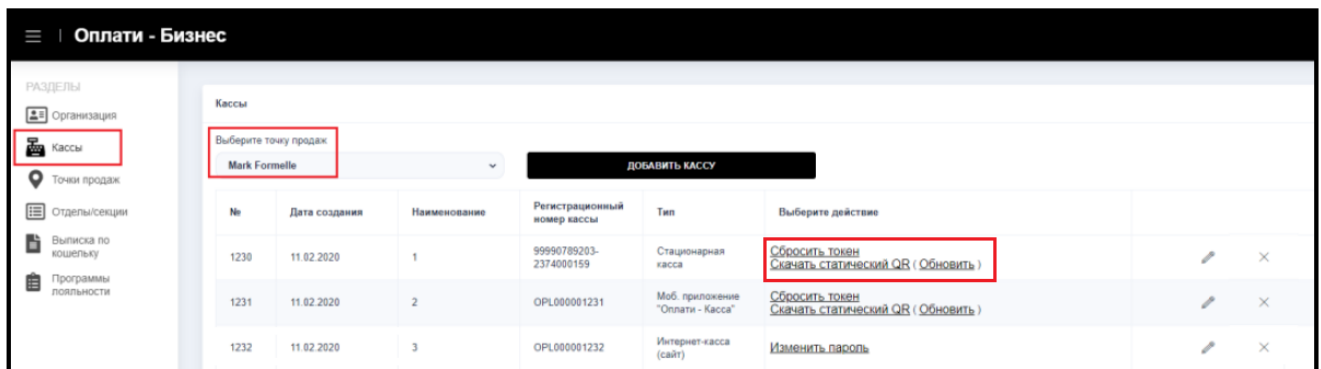 Оплати - Бизнес
РАЗДЕЛЫ
Организация
Кассы
Точки продаж
Отделы/секции
Выписка по
кошельку
Программы
лояльности
Кассы
Выберите точку продаж
Mark Formelle
ДОБАВИТЬ КАССУ
№ Дата создания Наименование Регистрационный номер кассы Тип Выберите действие
1230 11.02.2020 1 99990789203-2374000159 Стационарная касса Сбросить токен
Скачать статический QR ( Обновить )
1231 11.02.2020 2 OPL000001231 Моб. приложение "Оплати - Касса" Сбросить токен
Скачать статический QR ( Обновить )
1232 11.02.2020 3 OPL000001232 Интернет-касса (сайт) Изменить пароль